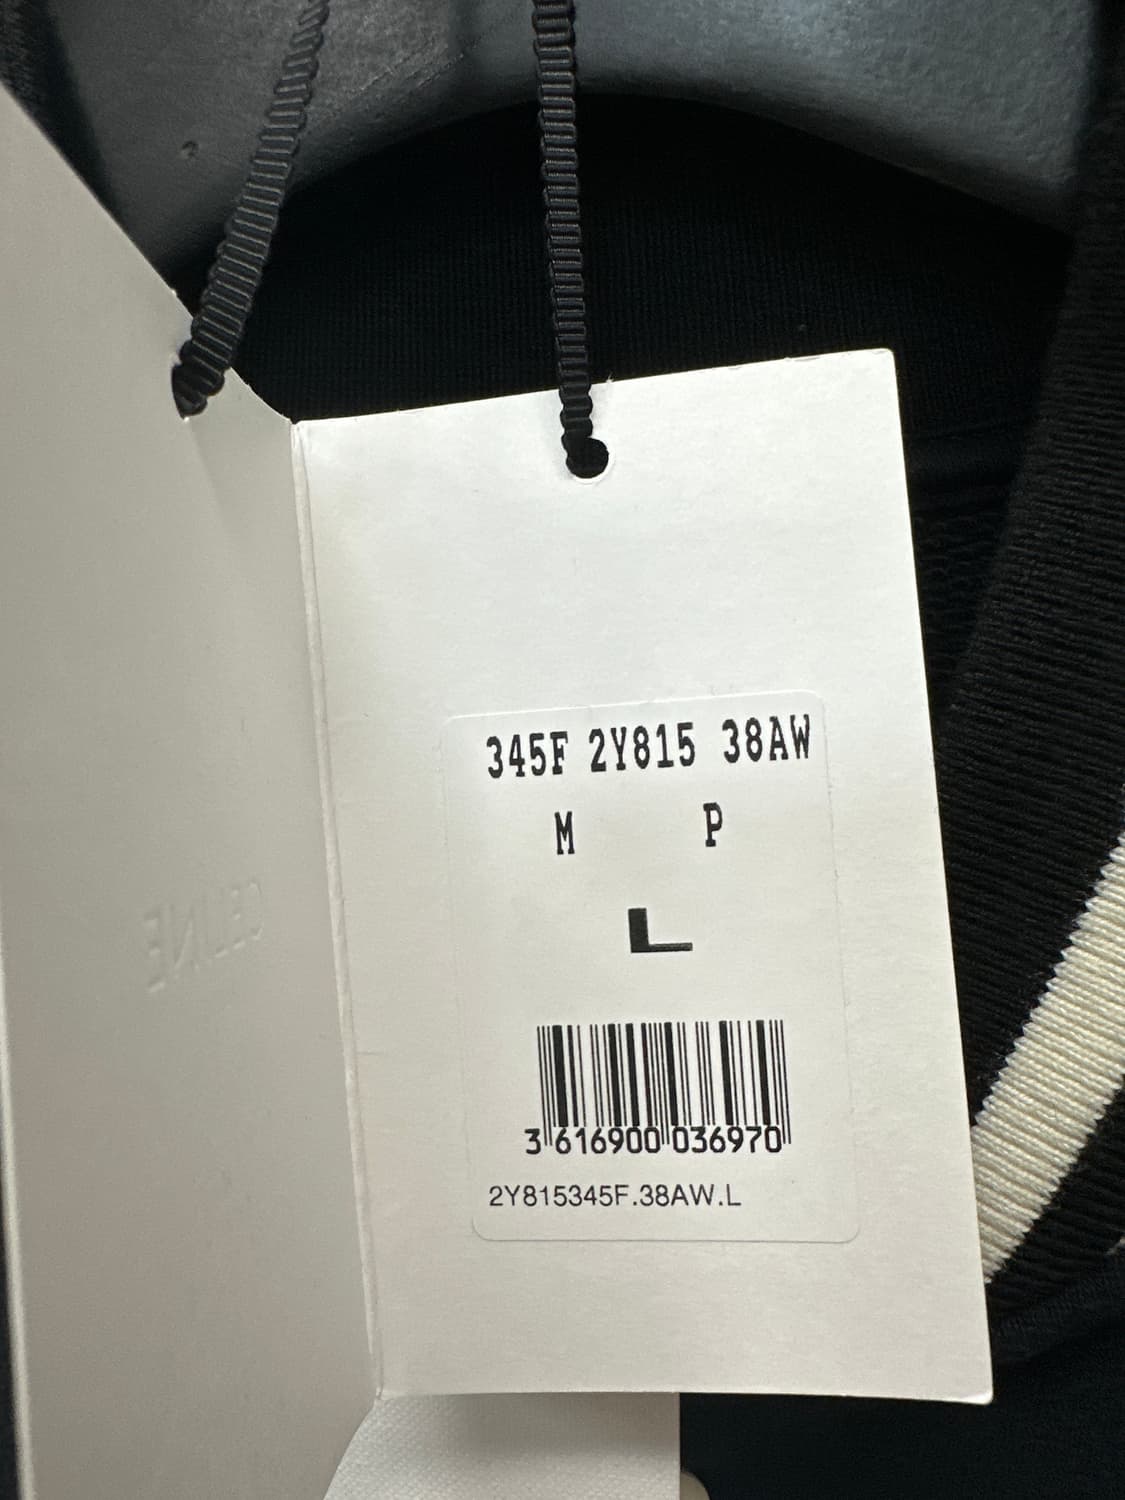 CELINE
345F 2Y815 38AW
M P
L
3 616900 036970
2Y815345F.38AW.L